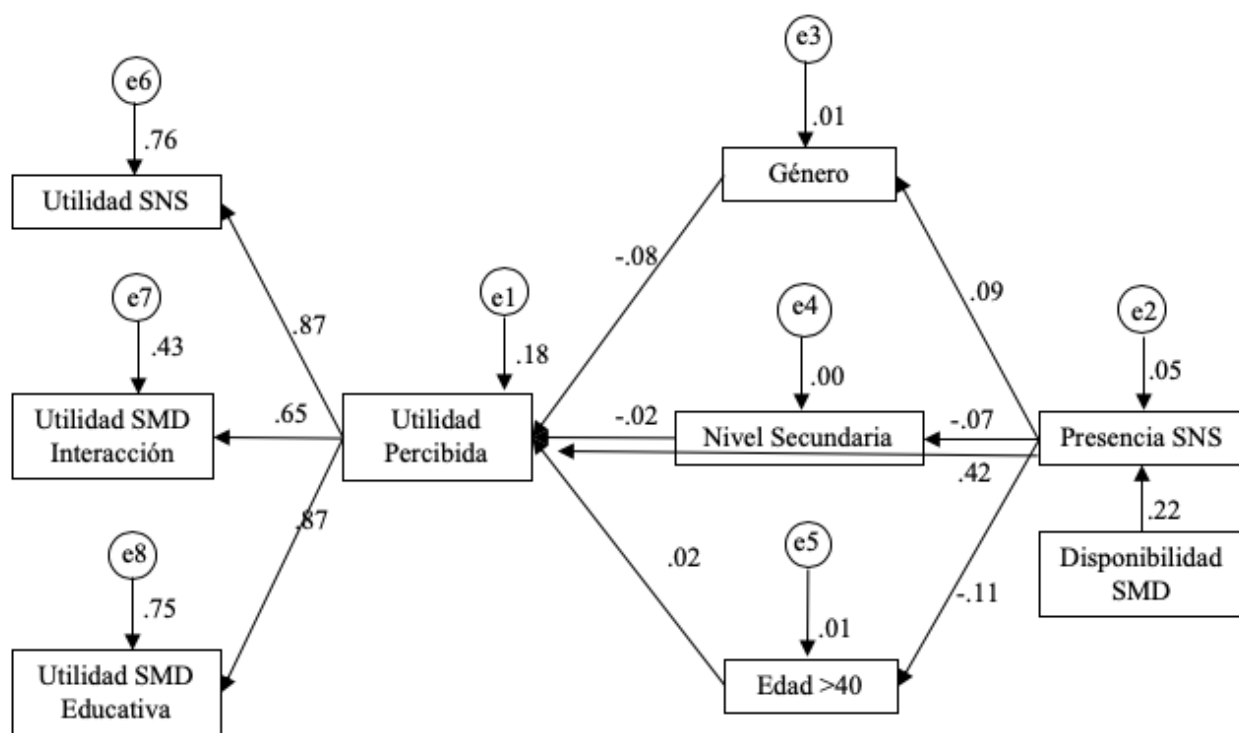 e3
e6
.01
.76
Género
Utilidad SNS
-.08
e7
e1
e4
.09
e2
.87
.43
.18
.00
.05
Utilidad SMD
Interacción
.65
Utilidad
Percibida
-.02
Nivel Secundaria
-.07
Presencia SNS
.42
.87
.22
e8
.02
e5
Disponibilidad
SMD
-.11
.75
.01
Utilidad SMD
Educativa
Edad >40